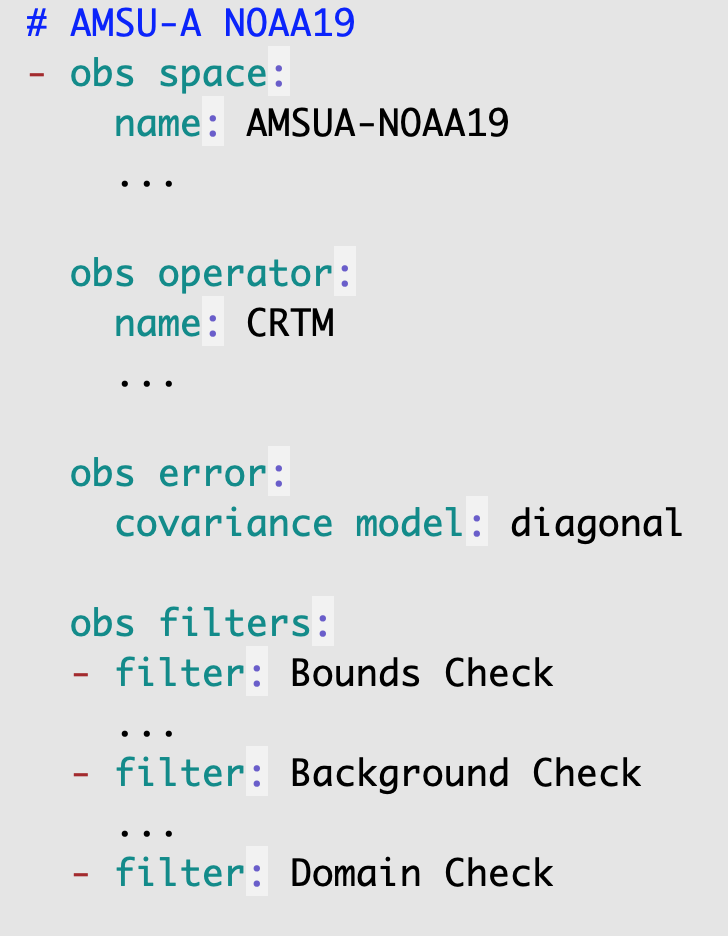 # AMSU-A NOAA19
- obs space:
name: AMSUA-NOAA19
...
obs operator:
name: CRTM
...
obs error:
covariance model: diagonal
obs filters:
- filter: Bounds Check
...
- filter: Background Check
...
- filter: Domain Check